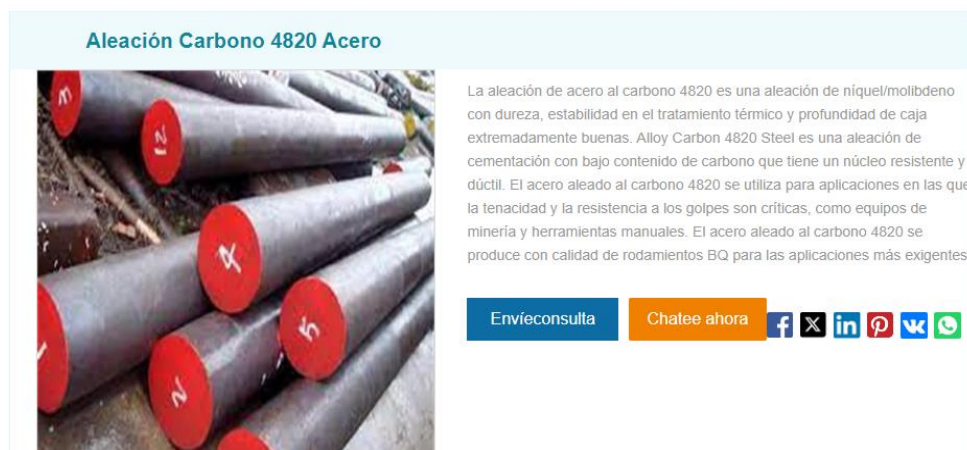 Aleación Carbono 4820 Acero
La aleación de acero al carbono 4820 es una aleación de níquel/molibdeno
con dureza, estabilidad en el tratamiento térmico y profundidad de caja
extremadamente buenas. Alloy Carbon 4820 Steel es una aleación de
cementación con bajo contenido de carbono que tiene un núcleo resistente y
dúctil. El acero aleado al carbono 4820 se utiliza para aplicaciones en las que
la tenacidad y la resistencia a los golpes son críticas, como equipos de
minería y herramientas manuales. El acero aleado al carbono 4820 se
produce con calidad de rodamientos BQ para las aplicaciones más exigentes
Envíeconsulta
Chatee ahora